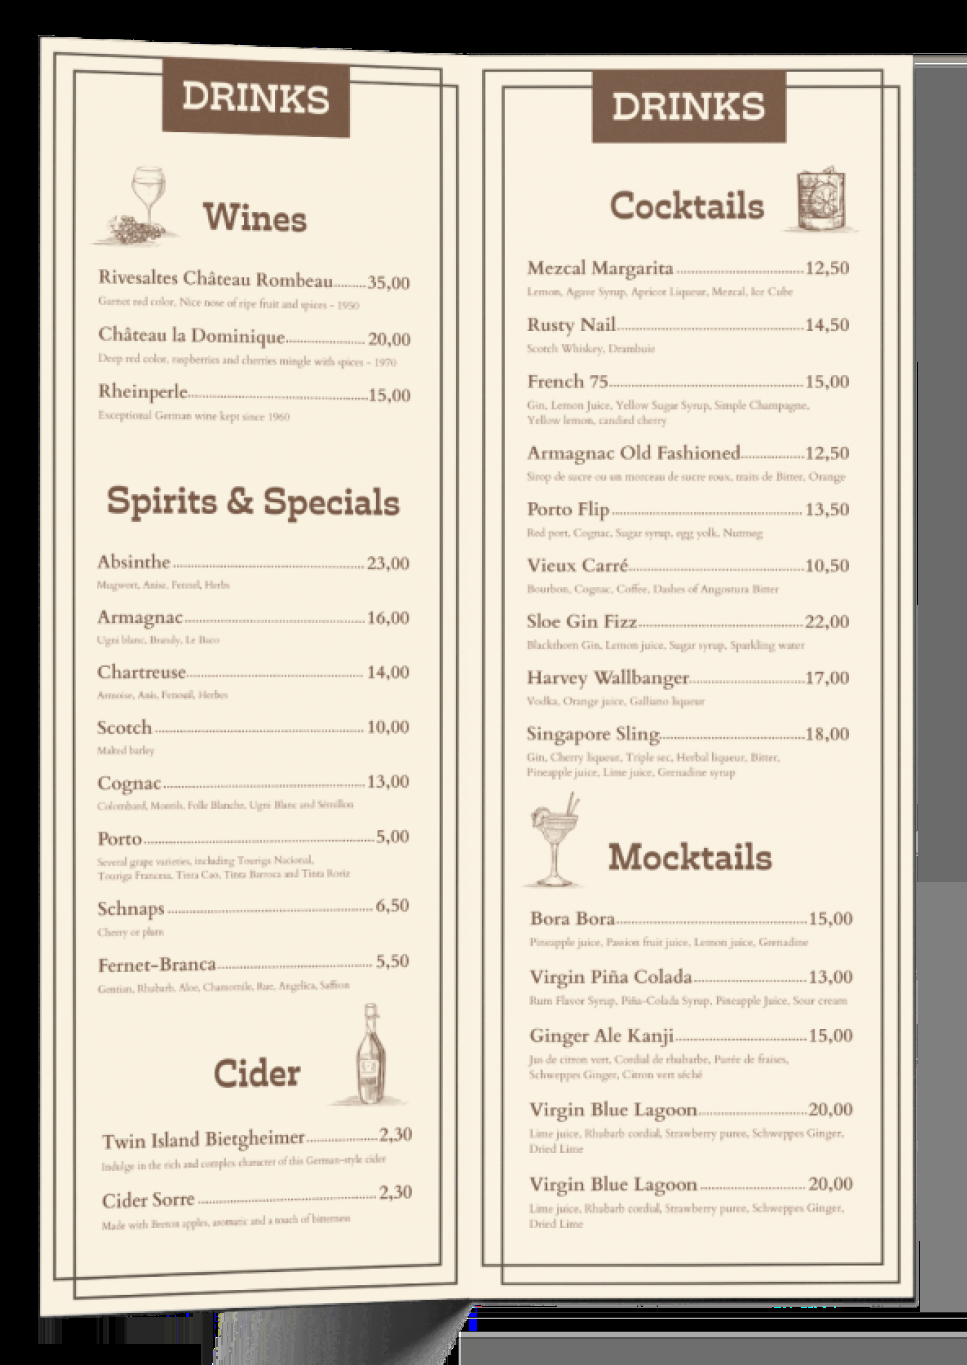 DRINKS
Wines
Rivesaltes Château Rombeau 35,00
Garnet red color, Nice nose of ripe fruit and spices - 1950
Château la Dominique 20,00
Deep red color, raspberries and cherries mingle with spices - 1970
Rheinperle 15,00
Exceptional German wine kept since 1960
Spirits & Specials
Absinthe 23,00
Mugwort, Anise, Fennel, Herbs
Armagnac 16,00
Ugni blanc, Brandy, Le Baco
Chartreuse 14,00
Armoise, Anis, Fenouil, Herbes
Scotch 10,00
Malted barley
Cognac 13,00
Colombard, Montils, Folle Blanche, Ugni Blanc and Sémillon
Porto 5,00
Several grape varieties, including Touriga Nacional,
Touriga Francesa, Tinta Cao, Tinta Barroca and Tinta Roriz
Schnaps 6,50
Cherry or plum
Fernet-Branca 5,50
Gentian, Rhubarb, Aloe, Chamomile, Rue, Angelica, Saffron
Cider
Twin Island Bietgheimer 2,30
Indulge in the rich and complex character of this German-style cider
Cider Sorre 2,30
Made with Breton apples, aromatic and a touch of bitterness
DRINKS
Cocktails
Mezcal Margarita 12,50
Lemon, Agave Syrup, Apricot Liqueur, Mezcal, Ice Cube
Rusty Nail 14,50
Scotch Whiskey, Drambuie
French 75 15,00
Gin, Lemon Juice, Yellow Sugar Syrup, Simple Champagne,
Yellow lemon, candied cherry
Armagnac Old Fashioned 12,50
Sirop de sucre ou un morceau de sucre roux, traits de Bitter, Orange
Porto Flip 13,50
Red port, Cognac, Sugar syrup, egg yolk, Nutmeg
Vieux Carré 10,50
Bourbon, Cognac, Coffee, Dashes of Angostura Bitter
Sloe Gin Fizz 22,00
Blackthorn Gin, Lemon juice, Sugar syrup, Sparkling water
Harvey Wallbanger 17,00
Vodka, Orange juice, Galliano liqueur
Singapore Sling 18,00
Gin, Cherry liqueur, Triple sec, Herbal liqueur, Bitter,
Pineapple juice, Lime juice, Grenadine syrup
Mocktails
Bora Bora 15,00
Pineapple juice, Passion fruit juice, Lemon juice, Grenadine
Virgin Piña Colada 13,00
Rum Flavor Syrup, Piña-Colada Syrup, Pineapple Juice, Sour cream
Ginger Ale Kanji 15,00
Jus de citron vert, Cordial de rhubarbe, Purée de fraises,
Schweppes Ginger, Citron vert séché
Virgin Blue Lagoon 20,00
Lime juice, Rhubarb cordial, Strawberry puree, Schweppes Ginger,
Dried Lime
Virgin Blue Lagoon 20,00
Lime juice, Rhubarb cordial, Strawberry puree, Schweppes Ginger,
Dried Lime